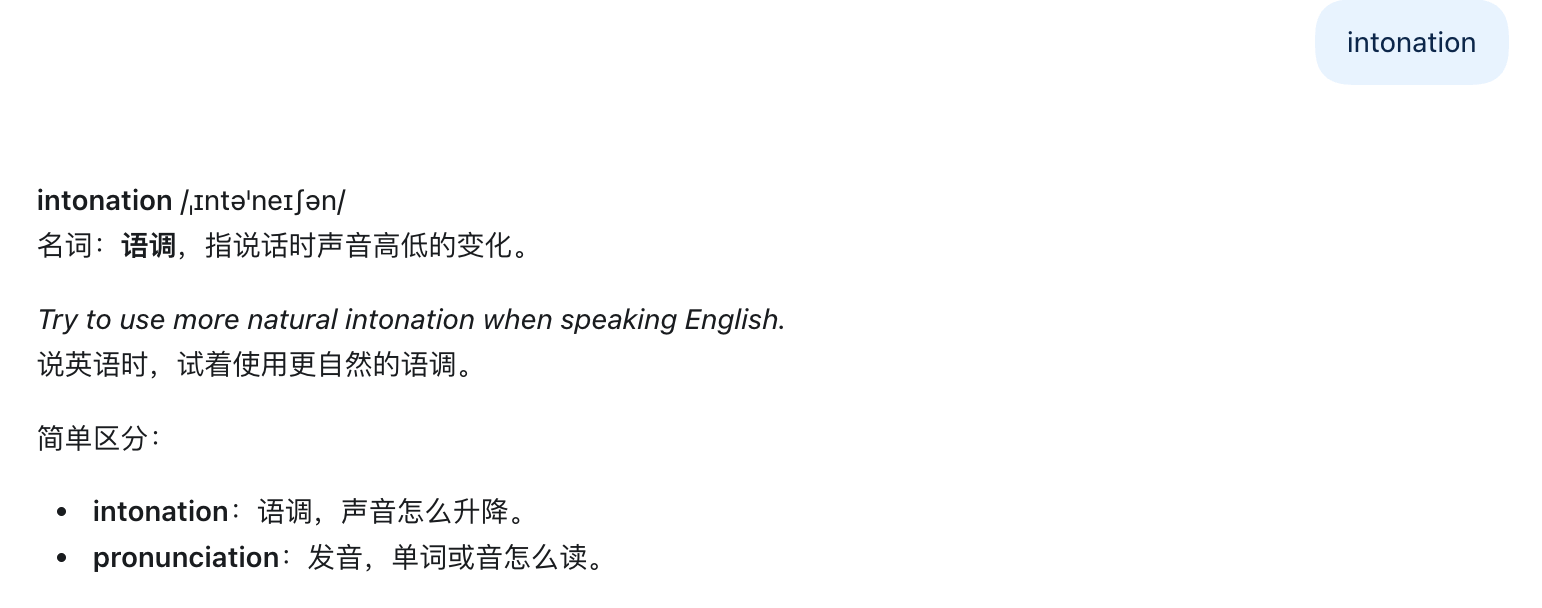 intonation
intonation /ˌɪntəˈneɪʃən/
名词：语调，指说话时声音高低的变化。
Try to use more natural intonation when speaking English.
说英语时，试着使用更自然的语调。
简单区分：
• intonation：语调，声音怎么升降。
• pronunciation：发音，单词或音怎么读。